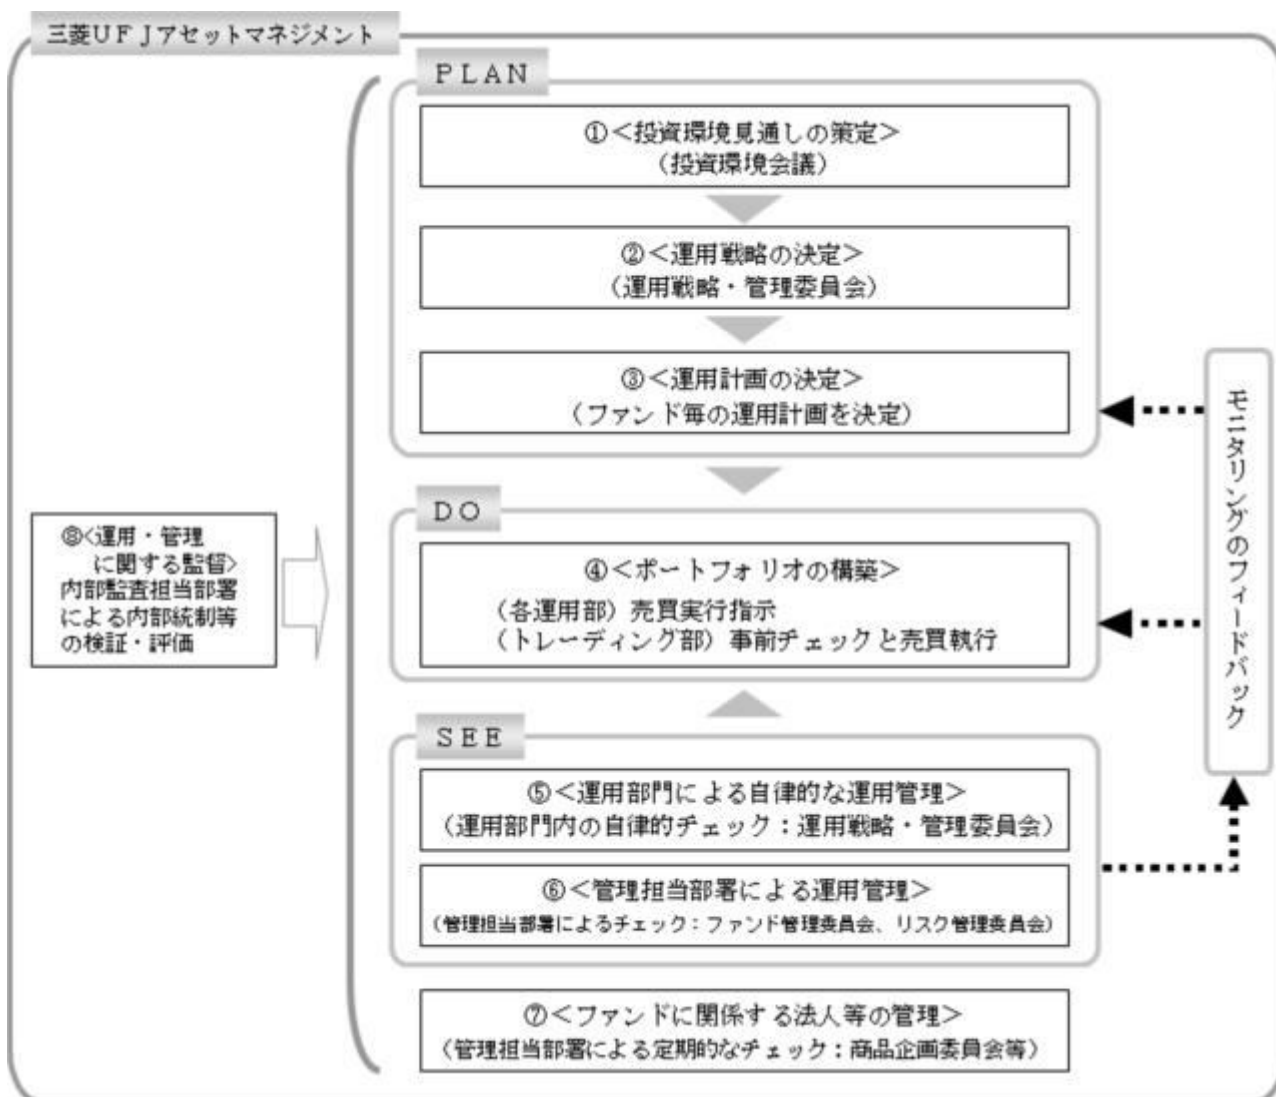 三菱UFJアセットマネジメント
PLAN
①＜投資環境見通しの策定＞
（投資環境会議）
②＜運用戦略の決定＞
（運用戦略・管理委員会）
③＜運用計画の決定＞
（ファンド毎の運用計画を決定）
DO
④＜ポートフォリオの構築＞
（各運用部）売買実行指示
（トレーディング部）事前チェックと売買執行
SEE
⑤＜運用部門による自律的な運用管理＞
（運用部門内の自律的チェック：運用戦略・管理委員会）
⑥＜管理担当部署による運用管理＞
（管理担当部署によるチェック：ファンド管理委員会、リスク管理委員会）
⑦＜ファンドに関係する法人等の管理＞
（管理担当部署による定期的なチェック：商品企画委員会等）
⑧＜運用・管理
に関する監督＞
内部監査担当部署
による内部統制等
の検証・評価
モニタリングのフィードバック